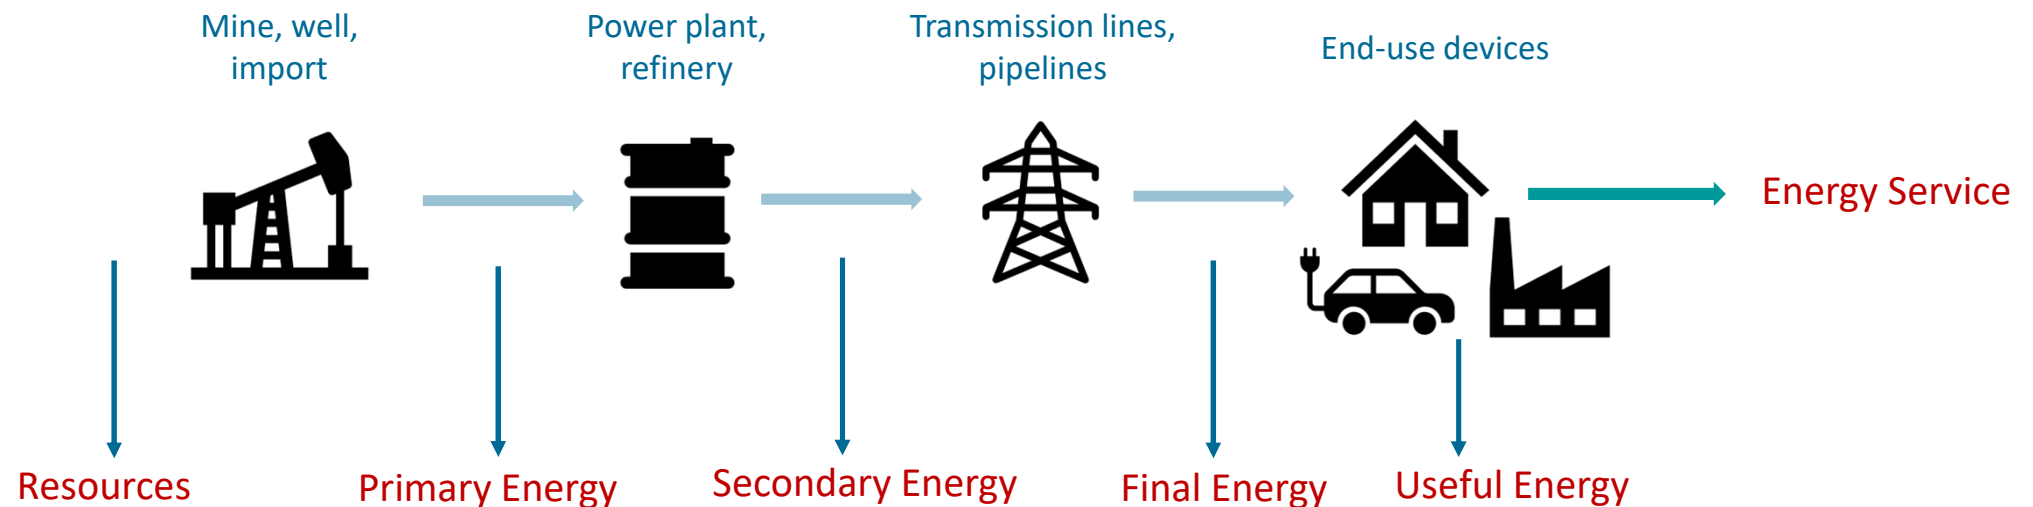 Mine, well,
import
Power plant,
refinery
Transmission lines,
pipelines
End-use devices
Energy Service
Resources
Primary Energy
Secondary Energy
Final Energy
Useful Energy